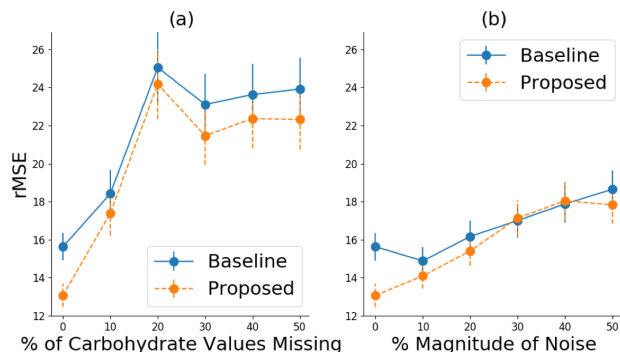 (a)
26
24
22
20
18
16
14
12
rMSE
0 10 20 30 40 50
% of Carbohydrate Values Missing
Baseline
Proposed
(b)
26
24
22
20
18
16
14
12
0 10 20 30 40 50
% Magnitude of Noise
Baseline
Proposed